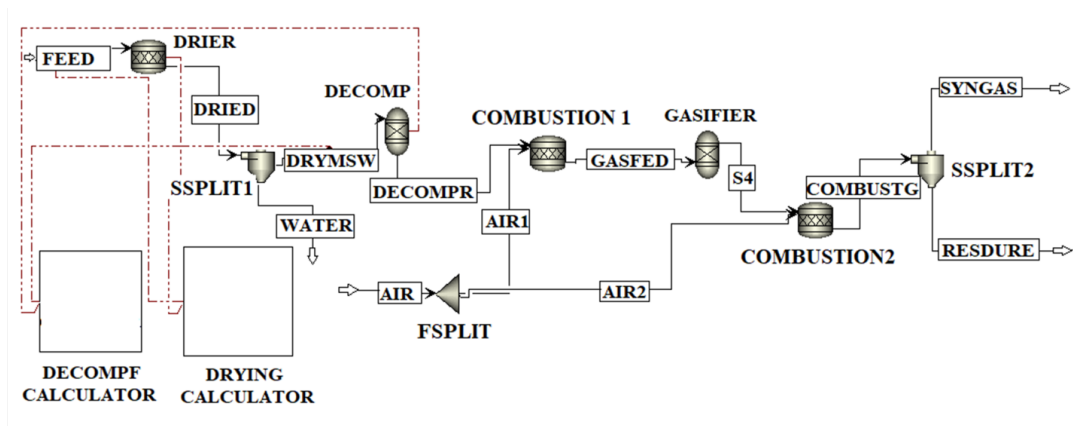 FEED
DRIER
DRIED
DECOMP
SSPLIT1
DRYMSW
DECOMPR
WATER
COMBUSTION 1
GASFED
GASIFIER
S4
AIR1
AIR
FSPLIT
AIR2
COMBUSTG
COMBUSTION2
SYNGAS
SSPLIT2
RESDURE
DECOMPF
CALCULATOR
DRYING
CALCULATOR